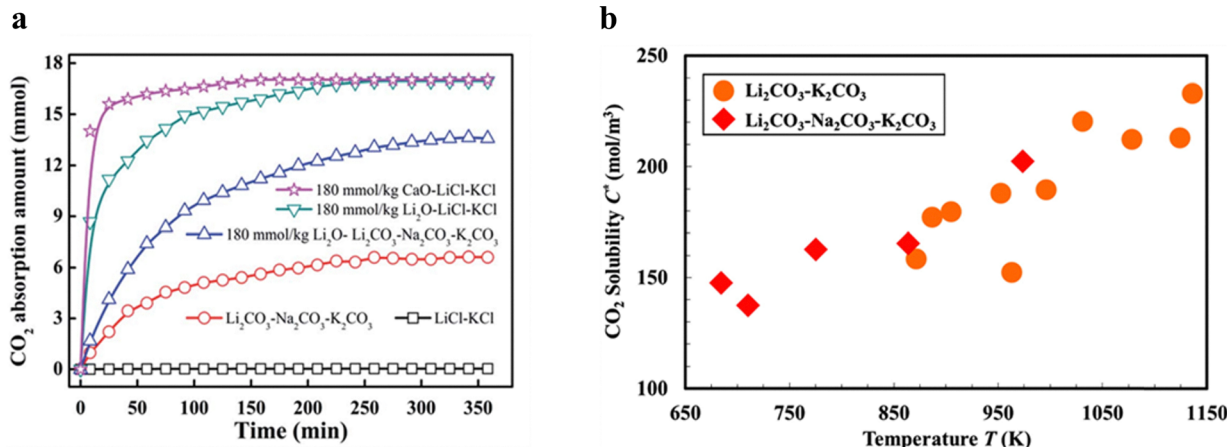 a
CO₂ absorption amount (mmol)
18
15
12
9
6
3
0
180 mmol/kg CaO-LiCl-KCl
180 mmol/kg Li₂O-LiCl-KCl
180 mmol/kg Li₂O- Li₂CO₃-Na₂CO₃-K₂CO₃
Li₂CO₃-Na₂CO₃-K₂CO₃
LiCl-KCl
0 50 100 150 200 250 300 350
Time (min)
b
CO₂ Solubility C* (mol/m³)
250
200
150
100
Li₂CO₃-K₂CO₃
Li₂CO₃-Na₂CO₃-K₂CO₃
650 750 850 950 1050 1150
Temperature T (K)